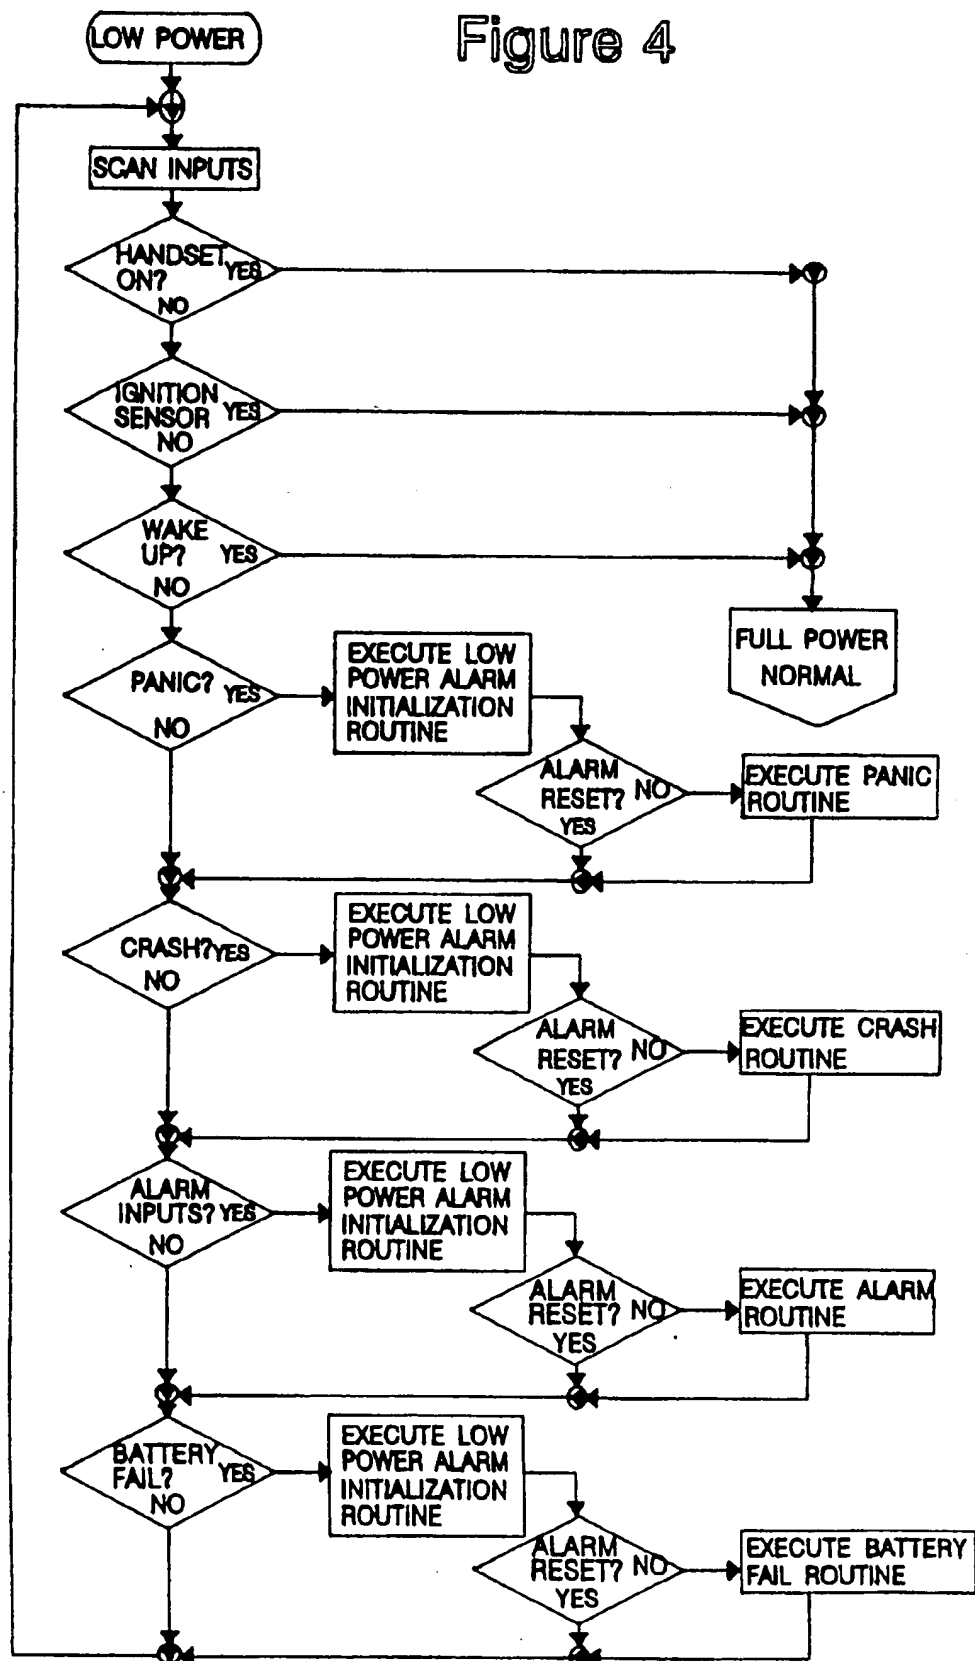 Figure 4
LOW POWER
SCAN INPUTS
HANDSET
ON?
YES
NO
IGNITION
SENSOR
YES
NO
WAKE
UP?
YES
NO
FULL POWER
NORMAL
PANIC?
YES
NO
EXECUTE LOW
POWER ALARM
INITIALIZATION
ROUTINE
ALARM
RESET?
NO
YES
EXECUTE PANIC
ROUTINE
CRASH?
YES
NO
EXECUTE LOW
POWER ALARM
INITIALIZATION
ROUTINE
ALARM
RESET?
NO
YES
EXECUTE CRASH
ROUTINE
ALARM
INPUTS?
YES
NO
EXECUTE LOW
POWER ALARM
INITIALIZATION
ROUTINE
ALARM
RESET?
NO
YES
EXECUTE ALARM
ROUTINE
BATTERY
FAIL?
YES
NO
EXECUTE LOW
POWER ALARM
INITIALIZATION
ROUTINE
ALARM
RESET?
NO
YES
EXECUTE BATTERY
FAIL ROUTINE